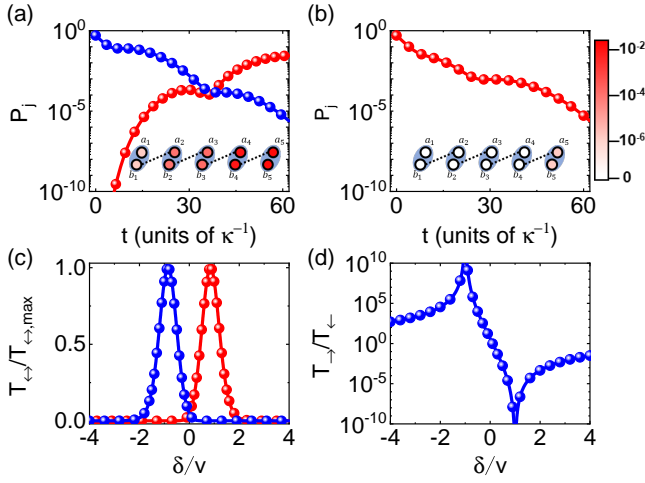 (a)
(b)
10^0
10^-5
10^-10
P_j
a_1 a_2 a_3 a_4 a_5
b_1 b_2 b_3 b_4 b_5
0 30 60
t (units of κ^-1)
10^0
10^-5
10^-10
P_j
a_1 a_2 a_3 a_4 a_5
b_1 b_2 b_3 b_4 b_5
0 30 60
t (units of κ^-1)
10^-2
10^-4
10^-6
0
(c)
(d)
1.0
0.5
0.0
T_↔/T_↔,max
-4 -2 0 2 4
δ/v
10^10
10^5
10^0
10^-5
10^-10
T_→/T_←
-4 -2 0 2 4
δ/v